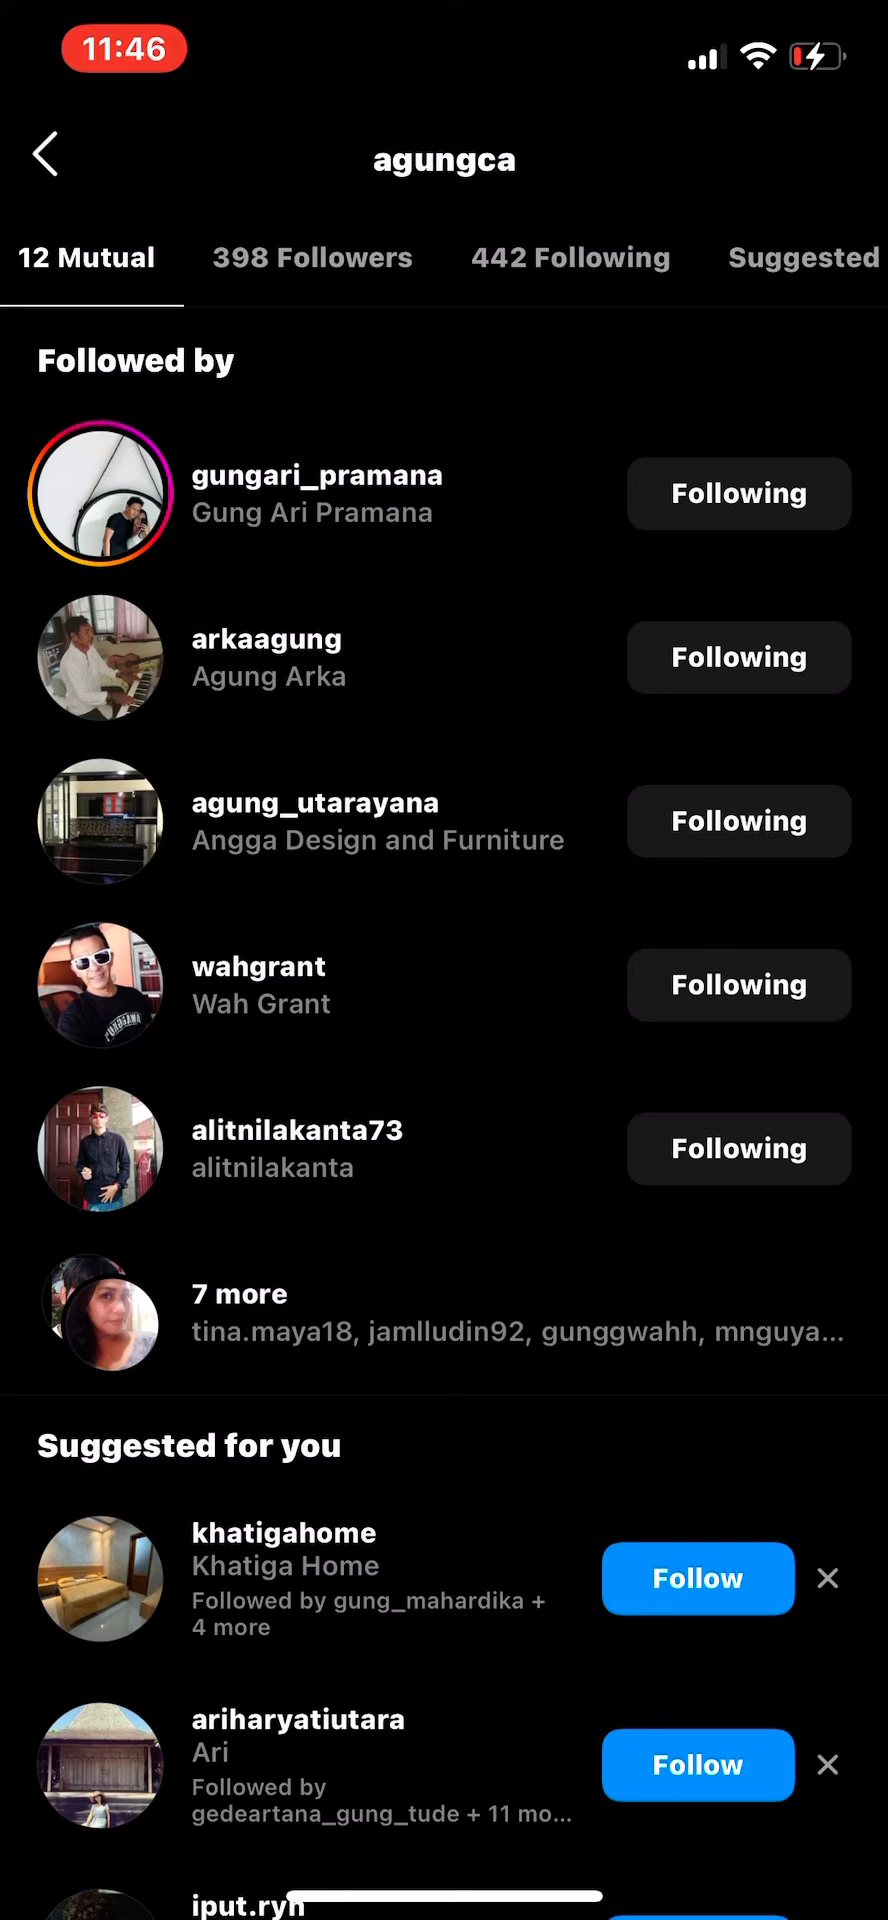 11:46
agungca
12 Mutual 398 Followers 442 Following Suggested
Followed by
gungari_pramana
Gung Ari Pramana
Following
arkaagung
Agung Arka
Following
agung_utarayana
Angga Design and Furniture
Following
wahgrant
Wah Grant
Following
alitnilakanta73
alitnilakanta
Following
7 more
tina.maya18, jamlludin92, gunggwahh, mnguya...
Suggested for you
khatigahome
Khatiga Home
Followed by gung_mahardika +
4 more
Follow
ariharyatiutara
Ari
Followed by
gedeartana_gung_tude + 11 mo...
Follow